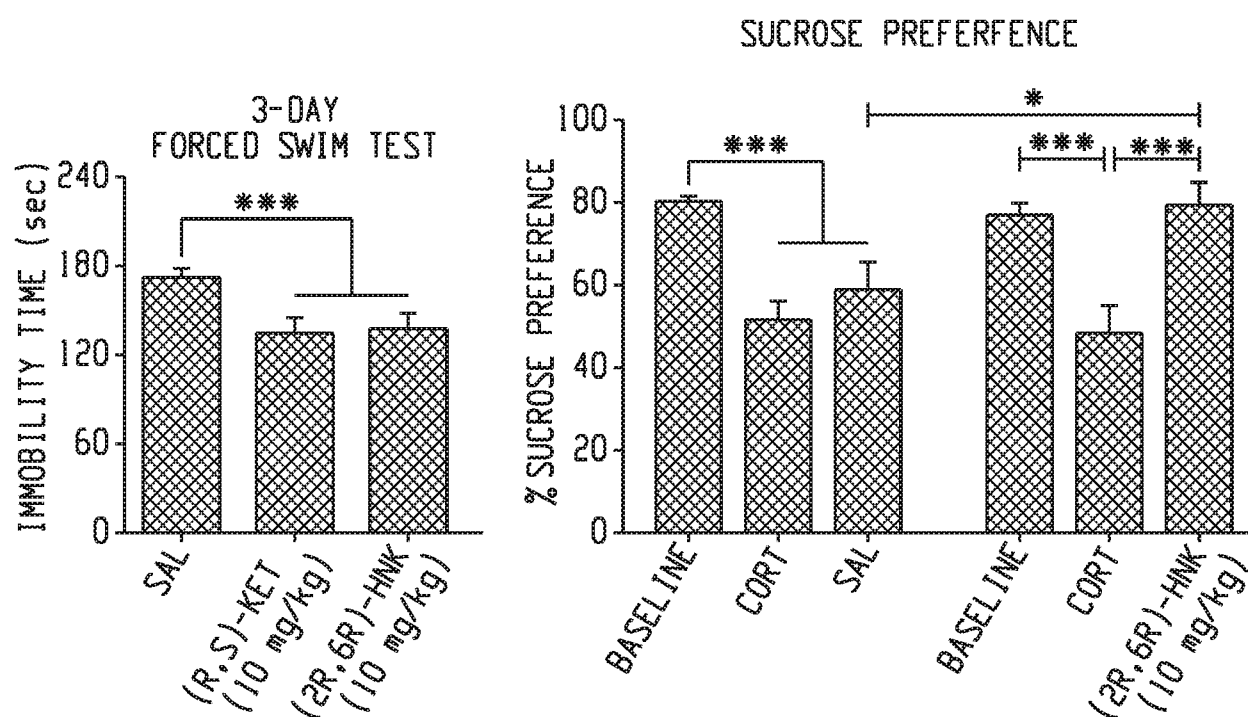 3-DAY
FORCED SWIM TEST
IMMOBILITY TIME (sec)
240
180
120
60
0
***
SAL
(R,S)-KET
(10 mg/kg)
(2R,6R)-HNK
(10 mg/kg)
SUCROSE PREFERFENCE
% SUCROSE PREFERENCE
100
80
60
40
20
0
***
*
***
***
BASELINE
CORT
SAL
BASELINE
CORT
(2R,6R)-HNK
(10 mg/kg)